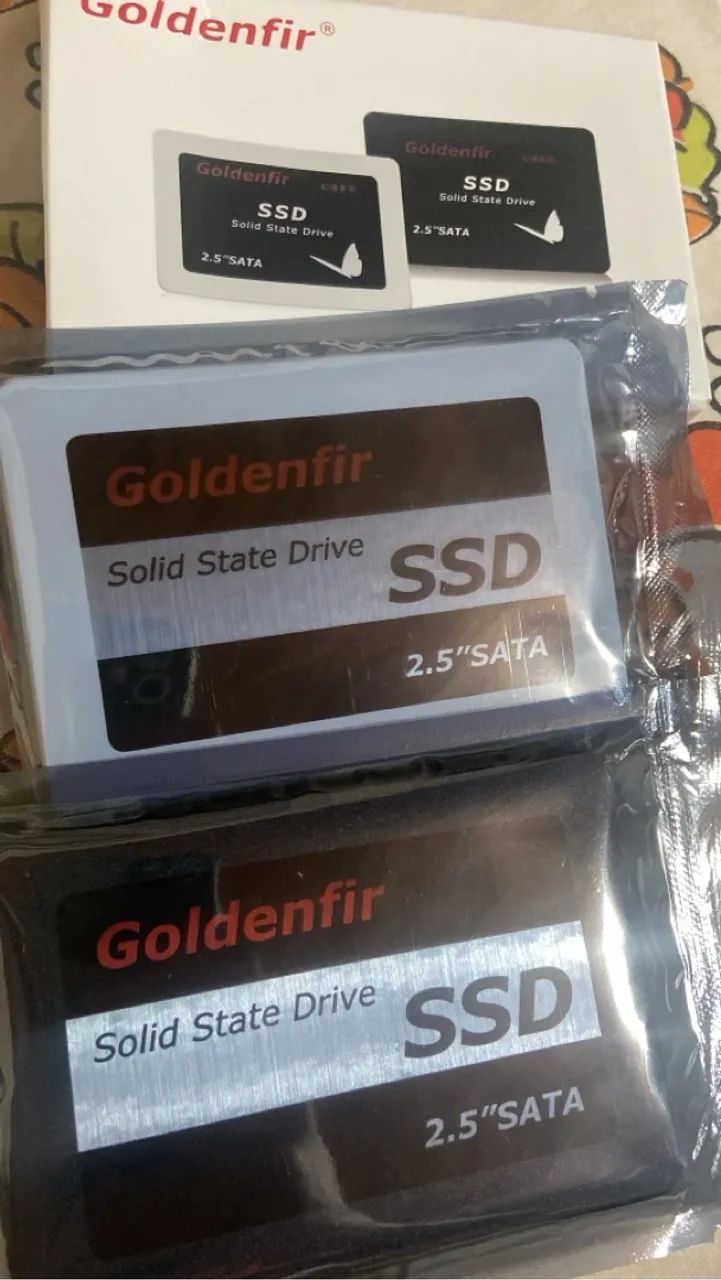 Goldenfir®
Goldenfir
SSD
Solid State Drive
2.5"SATA
Goldenfir
SSD
Solid State Drive
2.5"SATA
Goldenfir
Solid State Drive SSD
2.5"SATA
Goldenfir
Solid State Drive SSD
2.5"SATA